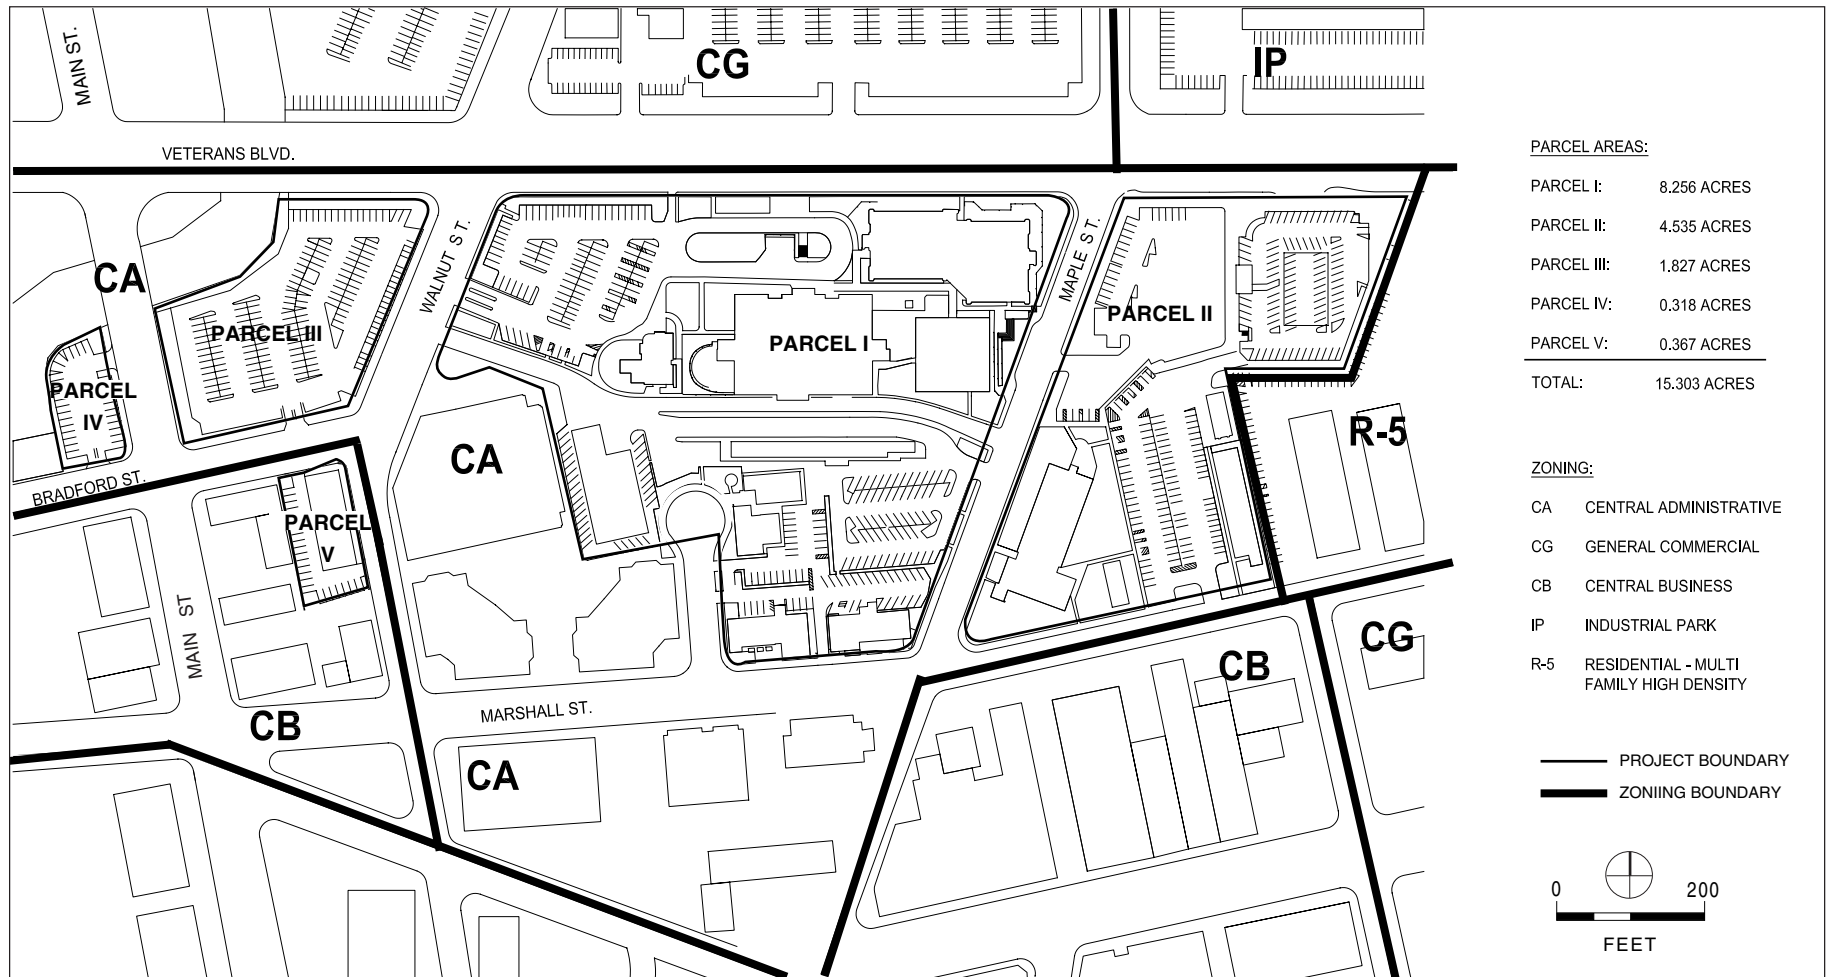 MAIN ST.
CG
IP
VETERANS BLVD.
CA
WALNUT ST.
MAPLE ST.
PARCEL III
PARCEL I
PARCEL II
PARCEL
IV
CA
R-5
BRADFORD ST.
PARCEL
V
MAIN ST
CB
MARSHALL ST.
CA
CB
CG
PARCEL AREAS:
PARCEL I: 8.256 ACRES
PARCEL II: 4.535 ACRES
PARCEL III: 1.827 ACRES
PARCEL IV: 0.318 ACRES
PARCEL V: 0.367 ACRES
TOTAL: 15.303 ACRES
ZONING:
CA CENTRAL ADMINISTRATIVE
CG GENERAL COMMERCIAL
CB CENTRAL BUSINESS
IP INDUSTRIAL PARK
R-5 RESIDENTIAL - MULTI
FAMILY HIGH DENSITY
PROJECT BOUNDARY
ZONIING BOUNDARY
0 200
FEET